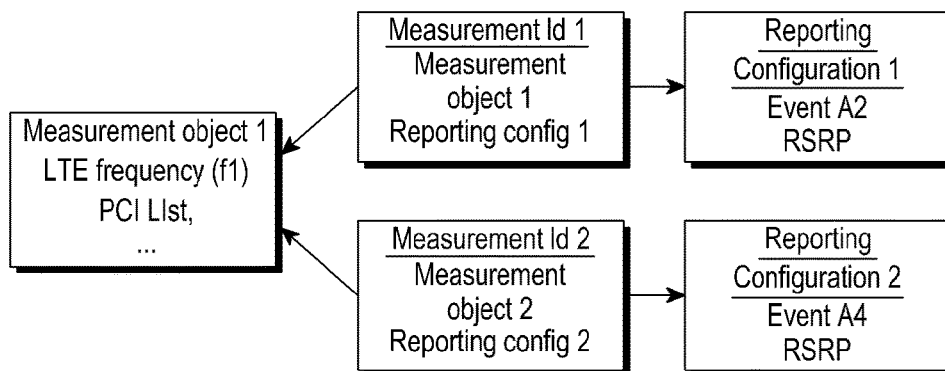 Measurement object 1
LTE frequency (f1)
PCI LIst,
...
Measurement Id 1
Measurement
object 1
Reporting config 1
Reporting
Configuration 1
Event A2
RSRP
Measurement Id 2
Measurement
object 2
Reporting config 2
Reporting
Configuration 2
Event A4
RSRP